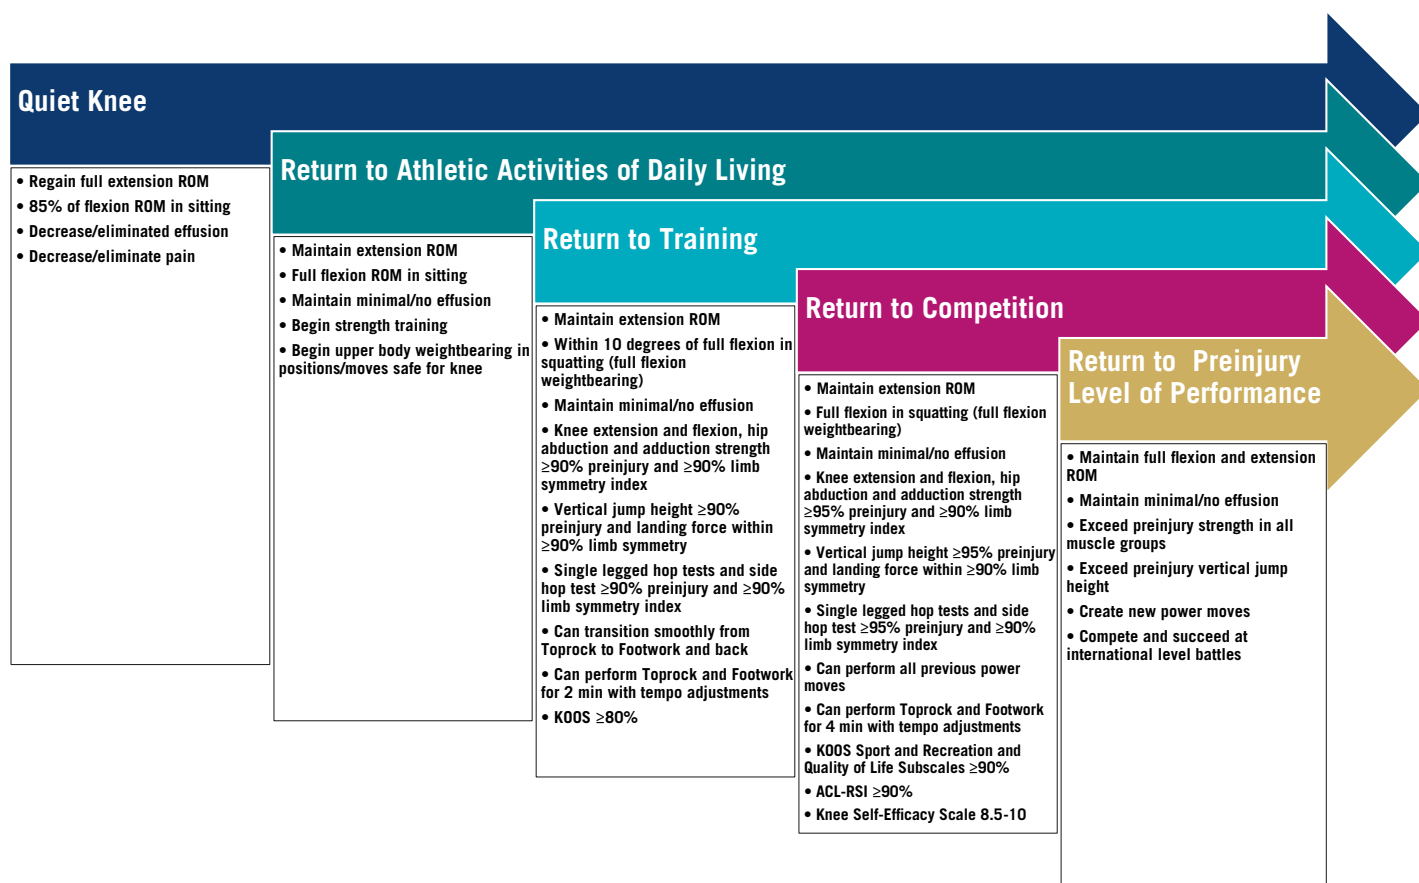 Quiet Knee
• Regain full extension ROM
• 85% of flexion ROM in sitting
• Decrease/eliminated effusion
• Decrease/eliminate pain
Return to Athletic Activities of Daily Living
• Maintain extension ROM
• Full flexion ROM in sitting
• Maintain minimal/no effusion
• Begin strength training
• Begin upper body weightbearing in
positions/moves safe for knee
Return to Training
• Maintain extension ROM
• Within 10 degrees of full flexion in
squatting (full flexion
weightbearing)
• Maintain minimal/no effusion
• Knee extension and flexion, hip
abduction and adduction strength
≥90% preinjury and ≥90% limb
symmetry index
• Vertical jump height ≥90%
preinjury and landing force within
≥90% limb symmetry
• Single legged hop tests and side
hop test ≥90% preinjury and ≥90%
limb symmetry index
• Can transition smoothly from
Toprock to Footwork and back
• Can perform Toprock and Footwork
for 2 min with tempo adjustments
• KOOS ≥80%
Return to Competition
• Maintain extension ROM
• Full flexion in squatting (full flexion
weightbearing)
• Maintain minimal/no effusion
• Knee extension and flexion, hip
abduction and adduction strength
≥95% preinjury and ≥90% limb
symmetry index
• Vertical jump height ≥95% preinjury
and landing force within ≥90% limb
symmetry
• Single legged hop tests and side
hop test ≥95% preinjury and ≥90%
limb symmetry index
• Can perform all previous power
moves
• Can perform Toprock and Footwork
for 4 min with tempo adjustments
• KOOS Sport and Recreation and
Quality of Life Subscales ≥90%
• ACL-RSI ≥90%
• Knee Self-Efficacy Scale 8.5-10
Return to Preinjury
Level of Performance
• Maintain full flexion and extension
ROM
• Maintain minimal/no effusion
• Exceed preinjury strength in all
muscle groups
• Exceed preinjury vertical jump
height
• Create new power moves
• Compete and succeed at
international level battles